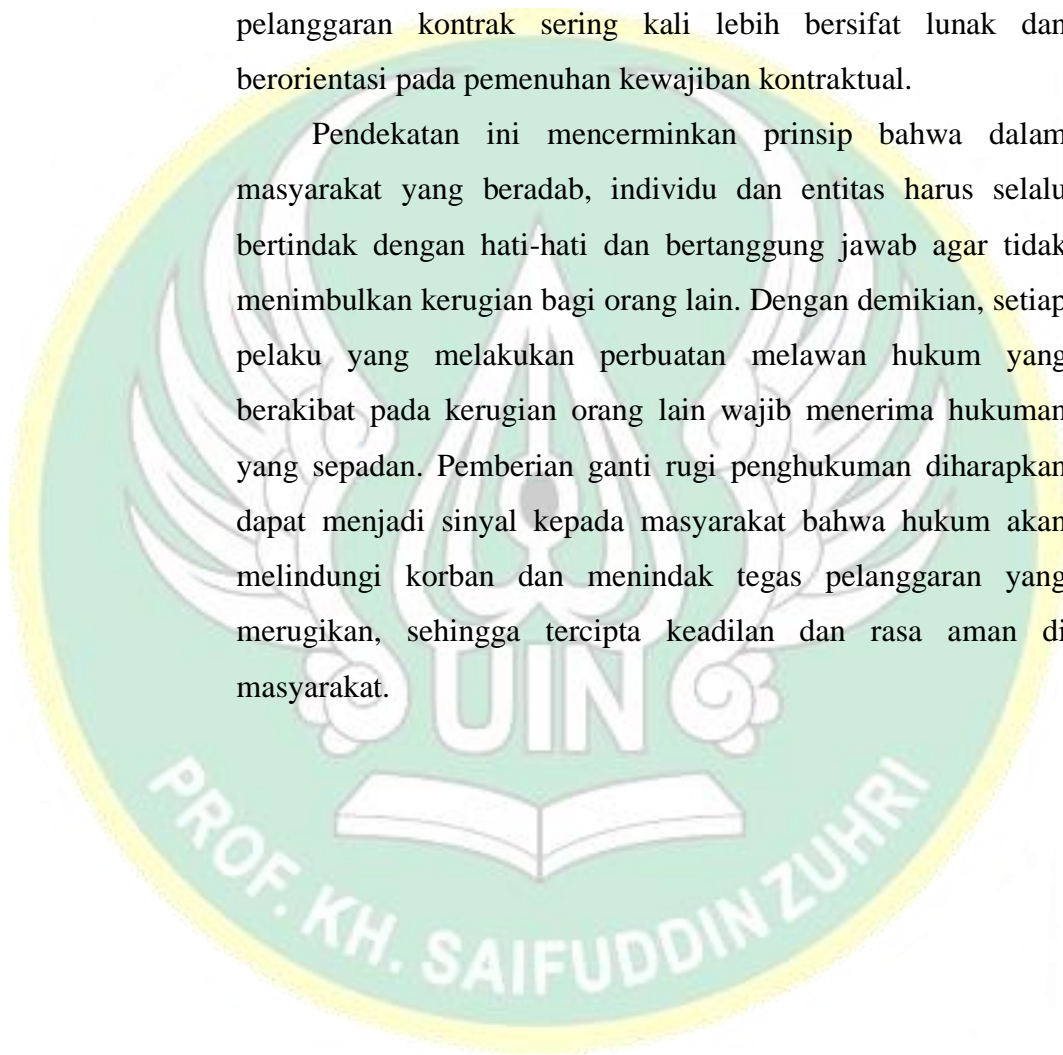 pelanggaran kontrak sering kali lebih bersifat lunak dan
berorientasi pada pemenuhan kewajiban kontraktual.
Pendekatan ini mencerminkan prinsip bahwa dalam
masyarakat yang beradab, individu dan entitas harus selalu
bertindak dengan hati-hati dan bertanggung jawab agar tidak
menimbulkan kerugian bagi orang lain. Dengan demikian, setiap
pelaku yang melakukan perbuatan melawan hukum yang
berakibat pada kerugian orang lain wajib menerima hukuman
yang sepadan. Pemberian ganti rugi penghukuman diharapkan
dapat menjadi sinyal kepada masyarakat bahwa hukum akan
melindungi korban dan menindak tegas pelanggaran yang
merugikan, sehingga tercipta keadilan dan rasa aman di
masyarakat.
UIN
PROF. KH. SAIFUDDIN ZUHRI